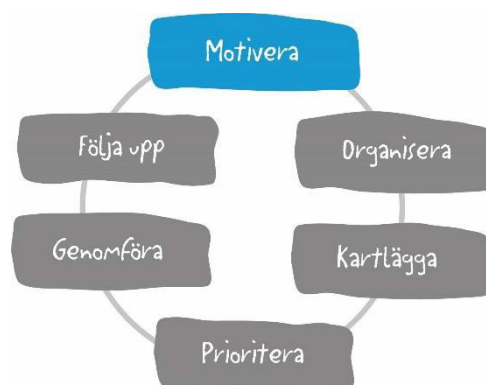 Motivera
Följa upp
Organisera
Genomföra
Kartlägga
Prioritera